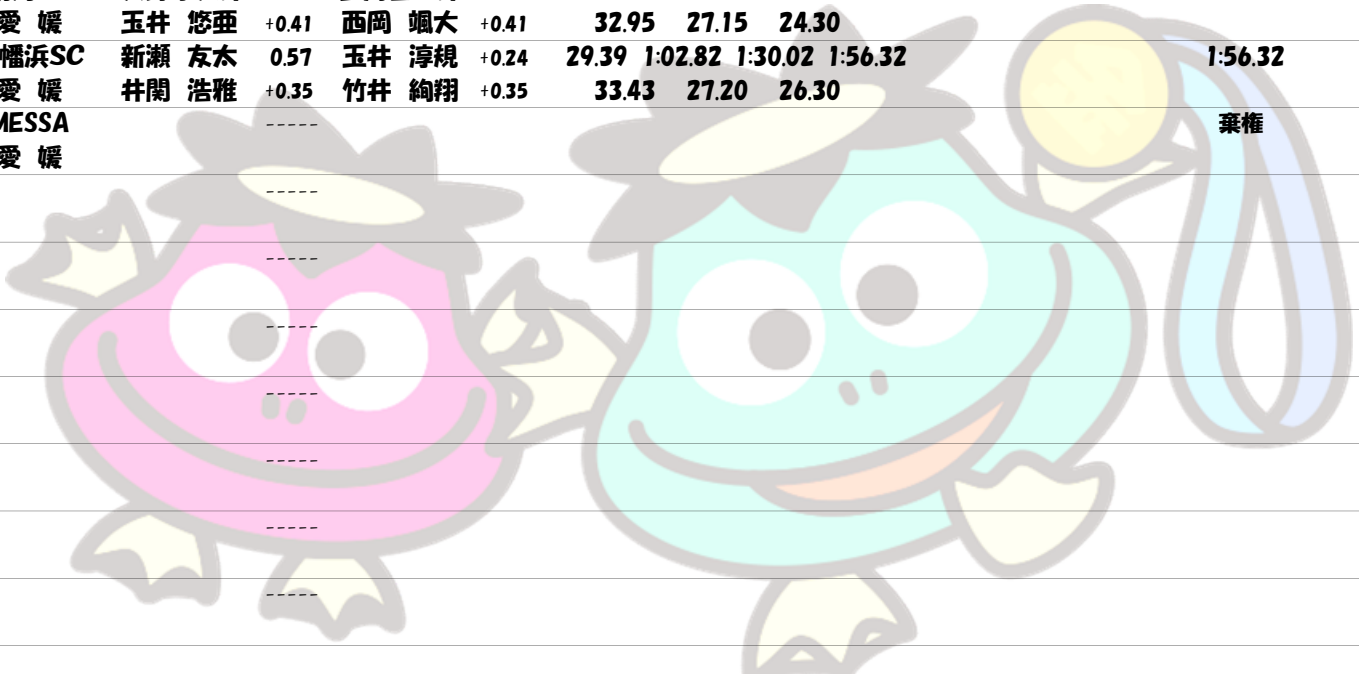 愛 媛 玉井 悠亜 +0.41 西岡 颯大 +0.41 32.95 27.15 24.30
幡浜SC 新瀬 友太 0.57 玉井 淳規 +0.24 29.39 1:02.82 1:30.02 1:56.32 1:56.32
愛 媛 井関 浩雅 +0.35 竹井 絢翔 +0.35 33.43 27.20 26.30
MESSA ----- 棄権
愛 媛
-----
-----
-----
-----
-----
-----
-----